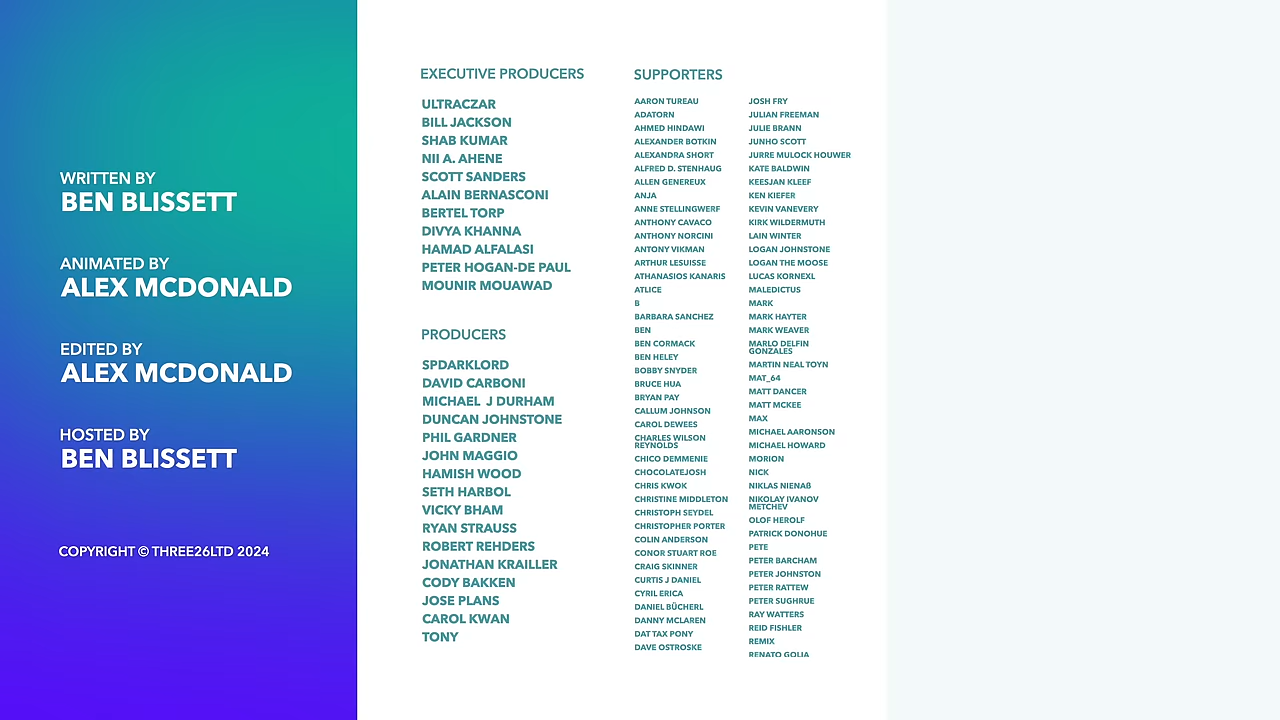 WRITTEN BY
BEN BLISSETT
ANIMATED BY
ALEX MCDONALD
EDITED BY
ALEX MCDONALD
HOSTED BY
BEN BLISSETT
COPYRIGHT © THREE26LTD 2024
EXECUTIVE PRODUCERS
ULTRACZAR
BILL JACKSON
SHAB KUMAR
NII A. AHENE
SCOTT SANDERS
ALAIN BERNASCONI
BERTEL TORP
DIVYA KHANNA
HAMAD ALFALASI
PETER HOGAN-DE PAUL
MOUNIR MOUAWAD
PRODUCERS
SPDARKLORD
DAVID CARBONI
MICHAEL J DURHAM
DUNCAN JOHNSTONE
PHIL GARDNER
JOHN MAGGIO
HAMISH WOOD
SETH HARBOL
VICKY BHAM
RYAN STRAUSS
ROBERT REHDERS
JONATHAN KRAILLER
CODY BAKKEN
JOSE PLANS
CAROL KWAN
TONY
SUPPORTERS
AARON TUREAU
ADATORN
AHMED HINDAWI
ALEXANDER BOTKIN
ALEXANDRA SHORT
ALFRED D. STENHAUG
ALLEN GENEREUX
ANJA
ANNE STELLINGWERF
ANTHONY CAVACO
ANTHONY NORCINI
ANTONY VIKMAN
ARTHUR LESUISSE
ATHANASIOS KANARIS
ATLICE
B
BARBARA SANCHEZ
BEN
BEN CORMACK
BEN HELEY
BOBBY SNYDER
BRUCE HUA
BRYAN PAY
CALLUM JOHNSON
CAROL DEWEES
CHARLES WILSON
REYNOLDS
CHICO DEMMENIE
CHOCOLATEJOSH
CHRIS KWOK
CHRISTINE MIDDLETON
CHRISTOPH SEYDEL
CHRISTOPHER PORTER
COLIN ANDERSON
CONOR STUART ROE
CRAIG SKINNER
CURTIS J DANIEL
CYRIL ERICA
DANIEL BÜCHERL
DANNY MCLAREN
DAT TAX PONY
DAVE OSTROSKE
JOSH FRY
JULIAN FREEMAN
JULIE BRANN
JUNHO SCOTT
JURRE MULOCK HOUWER
KATE BALDWIN
KEESJAN KLEEF
KEN KIEFER
KEVIN VANEVERY
KIRK WILDERMUTH
LAIN WINTER
LOGAN JOHNSTONE
LOGAN THE MOOSE
LUCAS KORNEXL
MALEDICTUS
MARK
MARK HAYTER
MARK WEAVER
MARLO DELFIN
GONZALES
MARTIN NEAL TOYN
MAT_64
MATT DANCER
MATT MCKEE
MAX
MICHAEL AARONSON
MICHAEL HOWARD
MORION
NICK
NIKLAS NIENAß
NIKOLAY IVANOV
METCHEV
OLOF HEROLF
PATRICK DONOHUE
PETE
PETER BARCHAM
PETER JOHNSTON
PETER RATTEW
PETER SUGHRUE
RAY WATTERS
REID FISHLER
REMIX
RENATO GOLIA